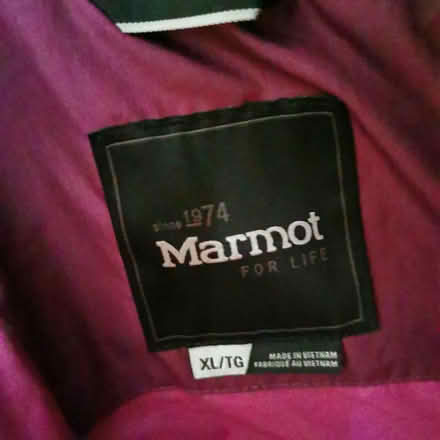 since 1974
Marmot
FOR LIFE
XL/TG
MADE IN VIETNAM
FABRIQUÉ AU VIETNAM